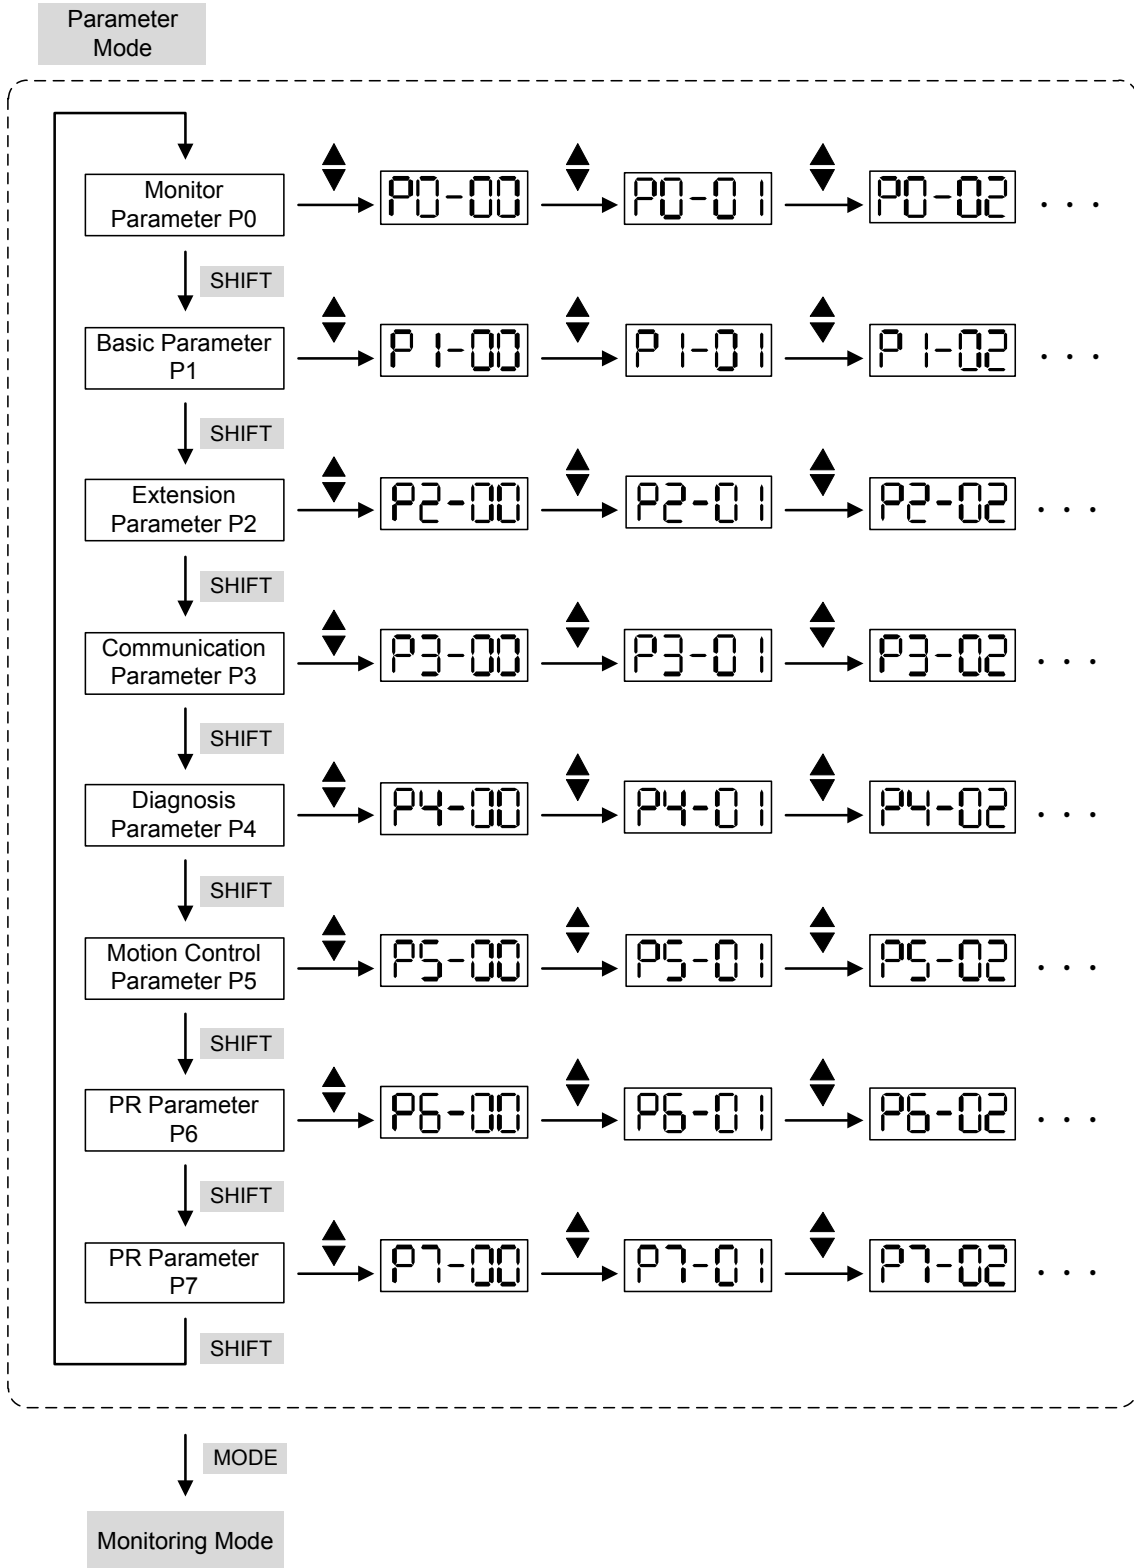 Parameter
Mode
Monitor
Parameter P0
P0-00
P0-01
P0-02
. . .
SHIFT
Basic Parameter
P1
P1-00
P1-01
P1-02
. . .
SHIFT
Extension
Parameter P2
P2-00
P2-01
P2-02
. . .
SHIFT
Communication
Parameter P3
P3-00
P3-01
P3-02
. . .
SHIFT
Diagnosis
Parameter P4
P4-00
P4-01
P4-02
. . .
SHIFT
Motion Control
Parameter P5
P5-00
P5-01
P5-02
. . .
SHIFT
PR Parameter
P6
P6-00
P6-01
P6-02
. . .
SHIFT
PR Parameter
P7
P7-00
P7-01
P7-02
. . .
SHIFT
MODE
Monitoring Mode